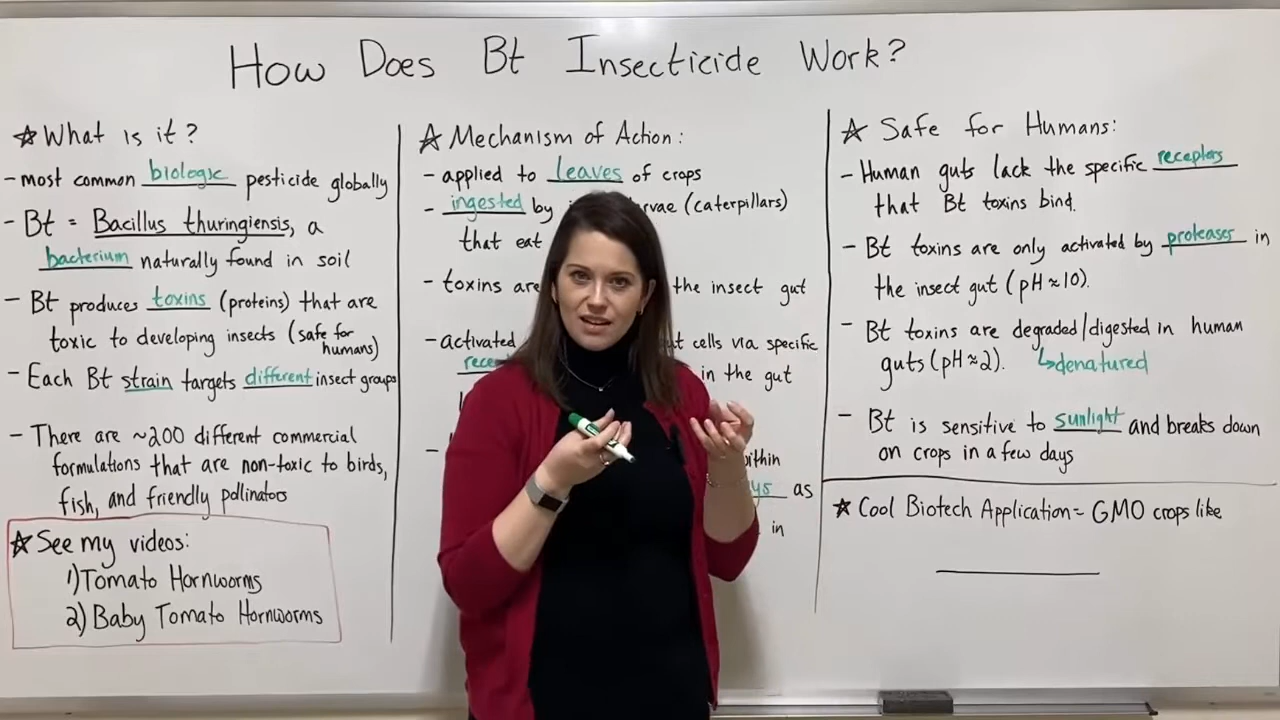 How Does Bt Insecticide Work?
☆ What is it?
- most common biologic pesticide globally
- Bt = Bacillus thuringiensis, a
bacterium naturally found in soil
- Bt produces toxins (proteins) that are
toxic to developing insects (safe for
humans)
- Each Bt strain targets different insect groups
- There are ~200 different commercial
formulations that are non-toxic to birds,
fish, and friendly pollinators
☆ See my videos:
1) Tomato Hornworms
2) Baby Tomato Hornworms
☆ Mechanism of Action:
- applied to leaves of crops
- ingested by (caterpillars)
that eat
- toxins are the insect gut
- activated cells via specific
in the gut
-
within
as
in
☆ Safe for Humans:
- Human guts lack the specific receptors
that Bt toxins bind.
- Bt toxins are only activated by proteases in
the insect gut (pH≈10).
- Bt toxins are degraded/digested in human
guts (pH≈2). ↳denatured
- Bt is sensitive to sunlight and breaks down
on crops in a few days
☆ Cool Biotech Application = GMO crops like